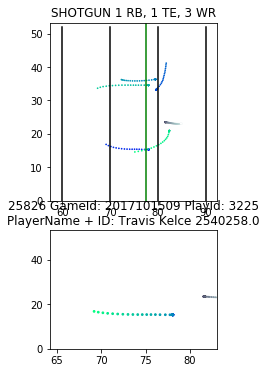 SHOTGUN 1 RB, 1 TE, 3 WR
50
40
30
20
10
0
60 70 80 90
25826 GameId: 2017101509 PlayId: 3225
PlayerName + ID: Travis Kelce 2540258.0
40
20
0
65 70 75 80